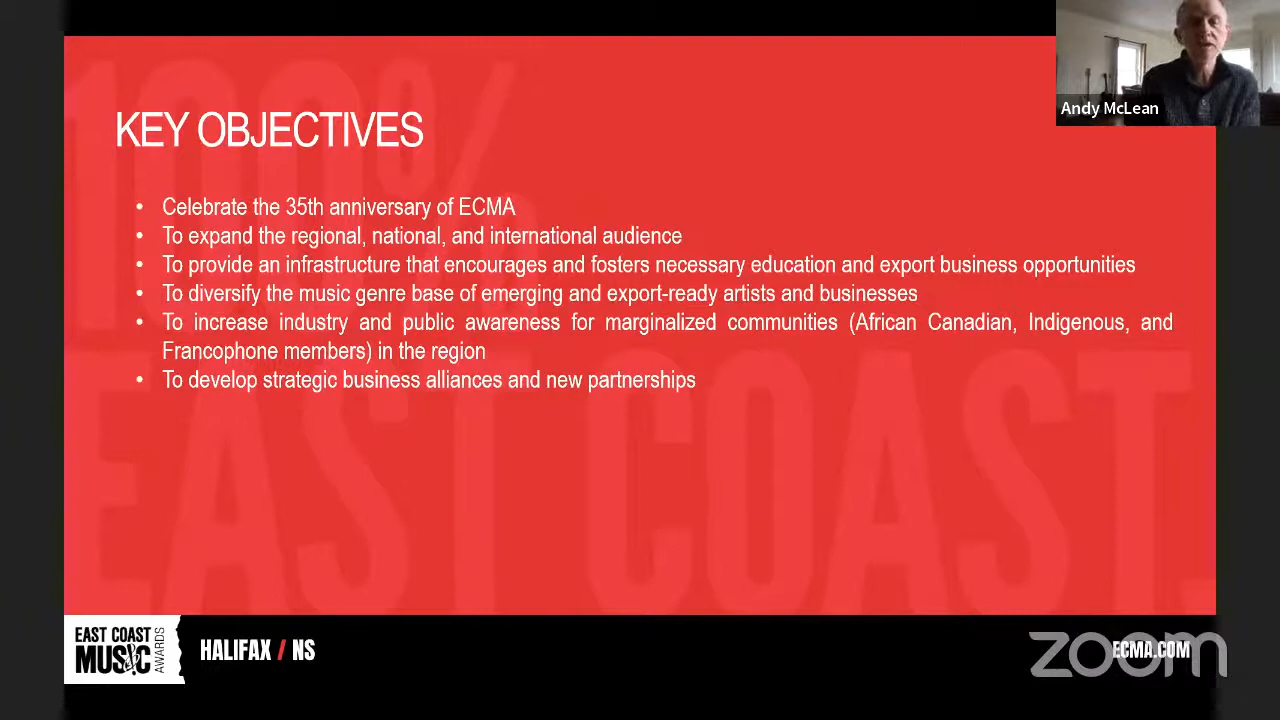 Andy McLean
KEY OBJECTIVES
• Celebrate the 35th anniversary of ECMA
• To expand the regional, national, and international audience
• To provide an infrastructure that encourages and fosters necessary education and export business opportunities
• To diversify the music genre base of emerging and export-ready artists and businesses
• To increase industry and public awareness for marginalized communities (African Canadian, Indigenous, and
Francophone members) in the region
• To develop strategic business alliances and new partnerships
100%
EAST COAST.
EAST COAST
MUSIC
AWARDS
HALIFAX / NS
ECMA.COM
zoom